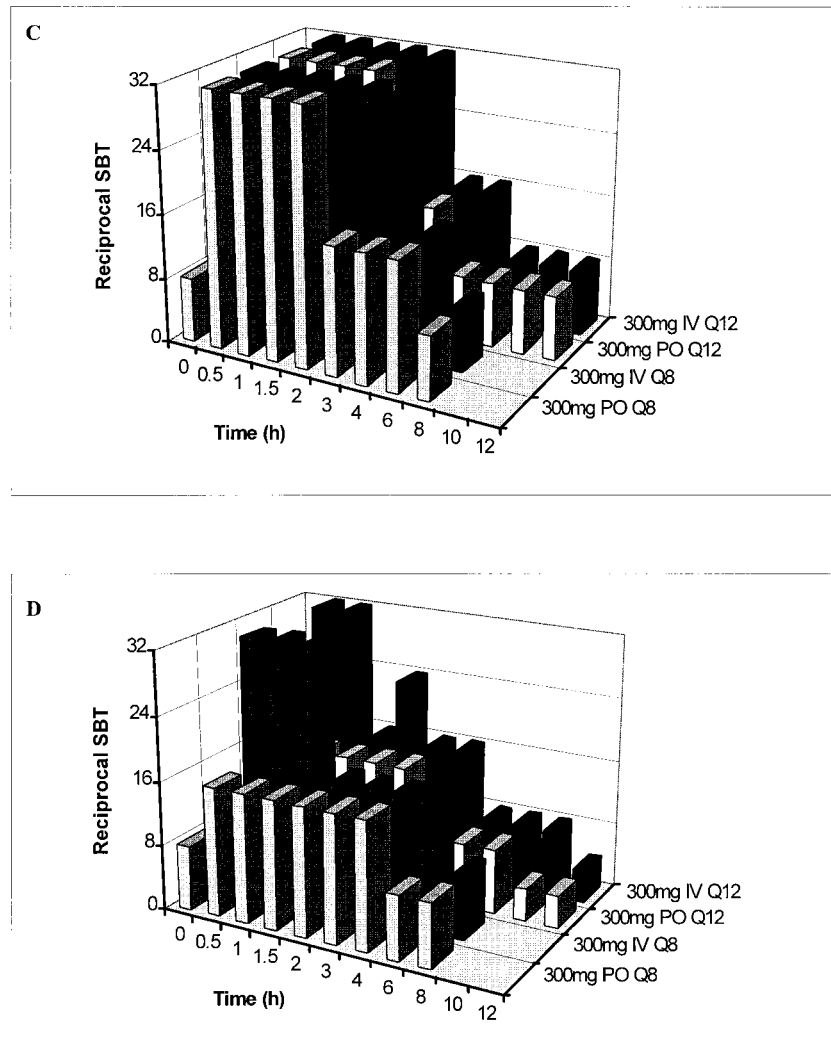 C
Reciprocal SBT
32
24
16
8
0
0 0.5 1 1.5 2 3 4 6 8 10 12
Time (h)
300mg IV Q12
300mg PO Q12
300mg IV Q8
300mg PO Q8
D
Reciprocal SBT
32
24
16
8
0
0 0.5 1 1.5 2 3 4 6 8 10 12
Time (h)
300mg IV Q12
300mg PO Q12
300mg IV Q8
300mg PO Q8